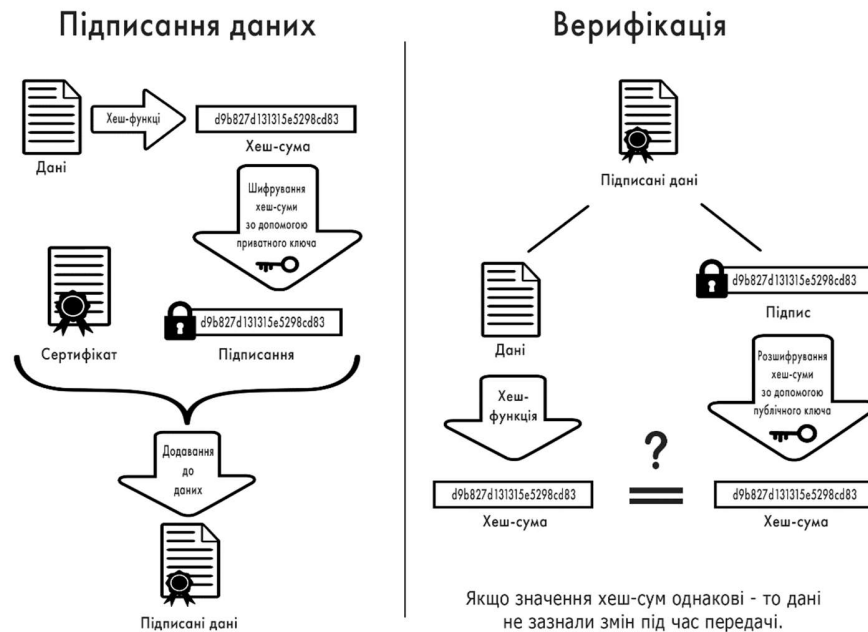 Підписання даних
Хеш-функці
d9b827d131315e5298cd83
Дані
Хеш-сума
Шифрування
хеш-суми
зо допомогою
приватного ключа
Сертифікат
d9b827d131315e5298cd83
Підписання
Додавання
до
даних
Підписані дані
Верифікація
Підписані дані
Дані
d9b827d131315e5298cd83
Підпис
Хеш-
функція
Розшифрування
хеш-суми
зо допомогою
публічного ключа
?
d9b827d131315e5298cd83
=
d9b827d131315e5298cd83
Хеш-сума
Хеш-сума
Якщо значення хеш-сум однакові - то дані
не зазнали змін під час передачі.